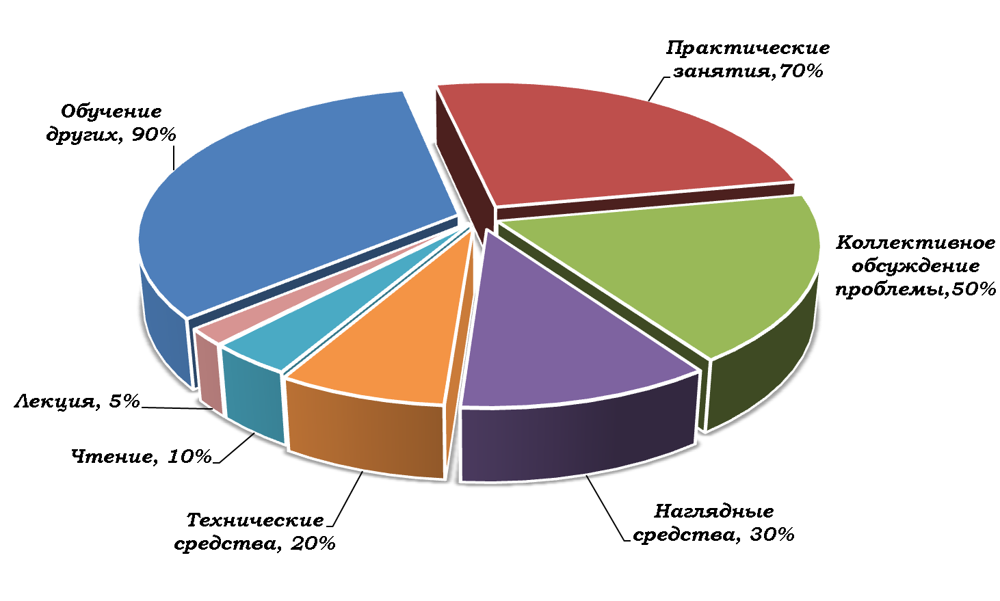 Практические
занятия,70%
Обучение
других, 90%
Коллективное
обсуждение
проблемы,50%
Лекция, 5%
Чтение, 10%
Технические
средства, 20%
Наглядные
средства, 30%